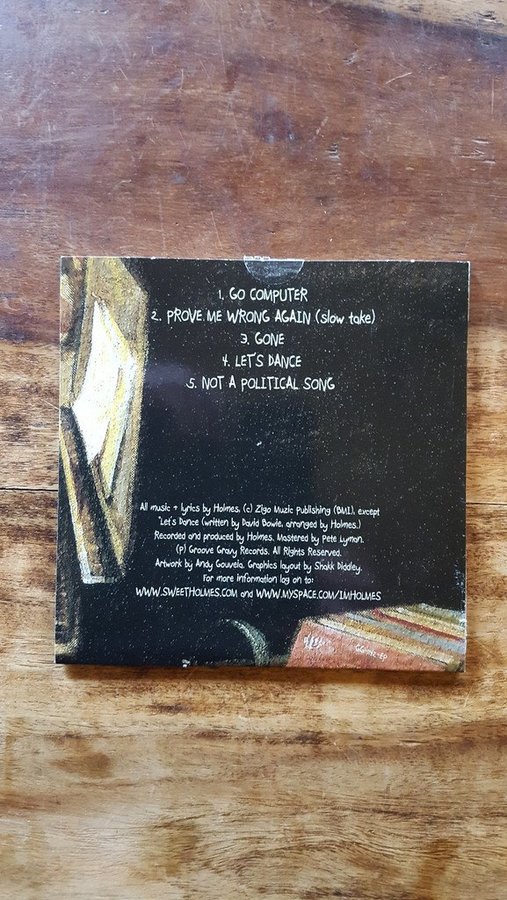 1. GO COMPUTER
2. PROVE ME WRONG AGAIN (slow take)
3. GONE
4. LET'S DANCE
5. NOT A POLITICAL SONG
All music + lyrics by Holmes, (c) Zigo Muzic Publishing (BMI), except
"Let's Dance (written by David Bowie, arranged by Holmes.)
Recorded and produced by Holmes. Mastered by Pete Lyman.
(P) Groove Gravy Records. All Rights Reserved.
Artwork by Andy Gouveia. Graphics layout by Shakk Diddley.
For more information log on to:
WWW.SWEETHOLMES.COM and WWW.MYSPACE.COM/IMHOLMES